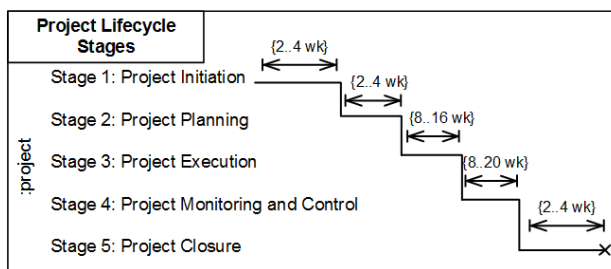 Project Lifecycle
Stages
{2..4 wk}
Stage 1: Project Initiation
{2..4 wk}
Stage 2: Project Planning
{8..16 wk}
Stage 3: Project Execution
{8..20 wk}
Stage 4: Project Monitoring and Control
{2..4 wk}
Stage 5: Project Closure
:project